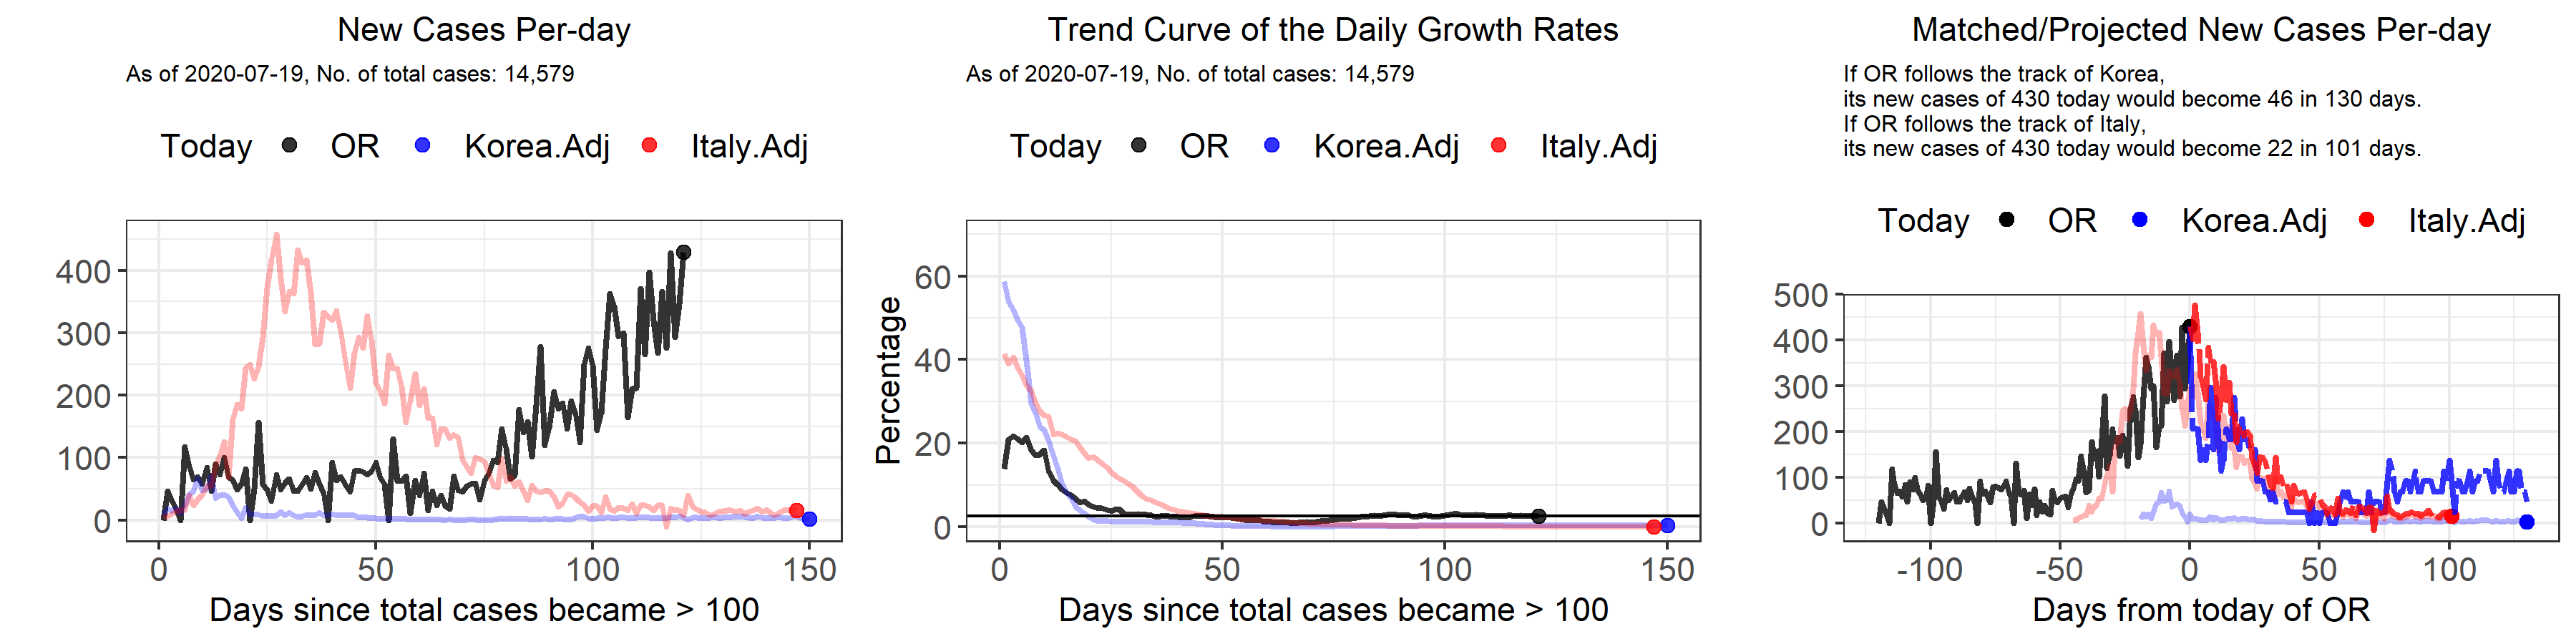 New Cases Per-day
As of 2020-07-19, No. of total cases: 14,579
Today OR Korea.Adj Italy.Adj
400
300
200
100
0
0 50 100 150
Days since total cases became > 100
Trend Curve of the Daily Growth Rates
As of 2020-07-19, No. of total cases: 14,579
Today OR Korea.Adj Italy.Adj
Percentage
60
40
20
0
0 50 100 150
Days since total cases became > 100
Matched/Projected New Cases Per-day
If OR follows the track of Korea,
its new cases of 430 today would become 46 in 130 days.
If OR follows the track of Italy,
its new cases of 430 today would become 22 in 101 days.
Today OR Korea.Adj Italy.Adj
500
400
300
200
100
0
-100 -50 0 50 100
Days from today of OR